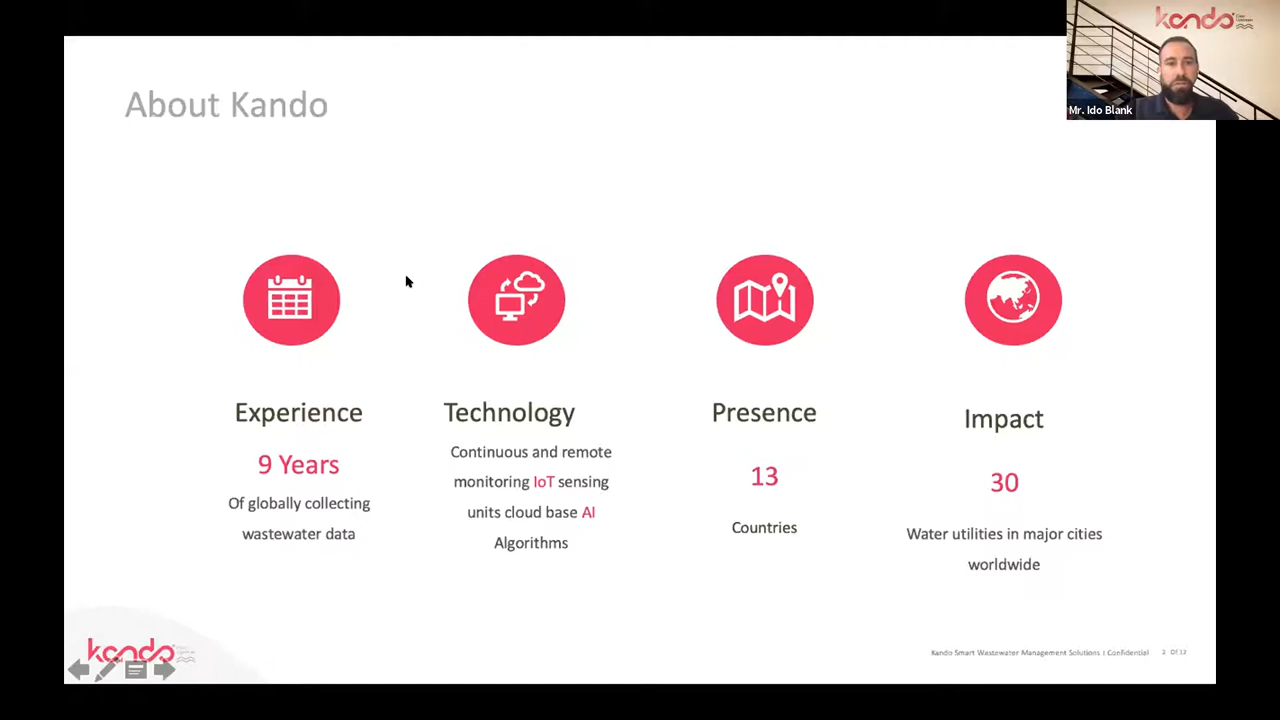 kando
Mr. Ido Blank
About Kando
Experience
9 Years
Of globally collecting
wastewater data
Technology
Continuous and remote
monitoring IoT sensing
units cloud base AI
Algorithms
Presence
13
Countries
Impact
30
Water utilities in major cities
worldwide
kando
Kando Smart Wastewater Management Solutions | Confidential